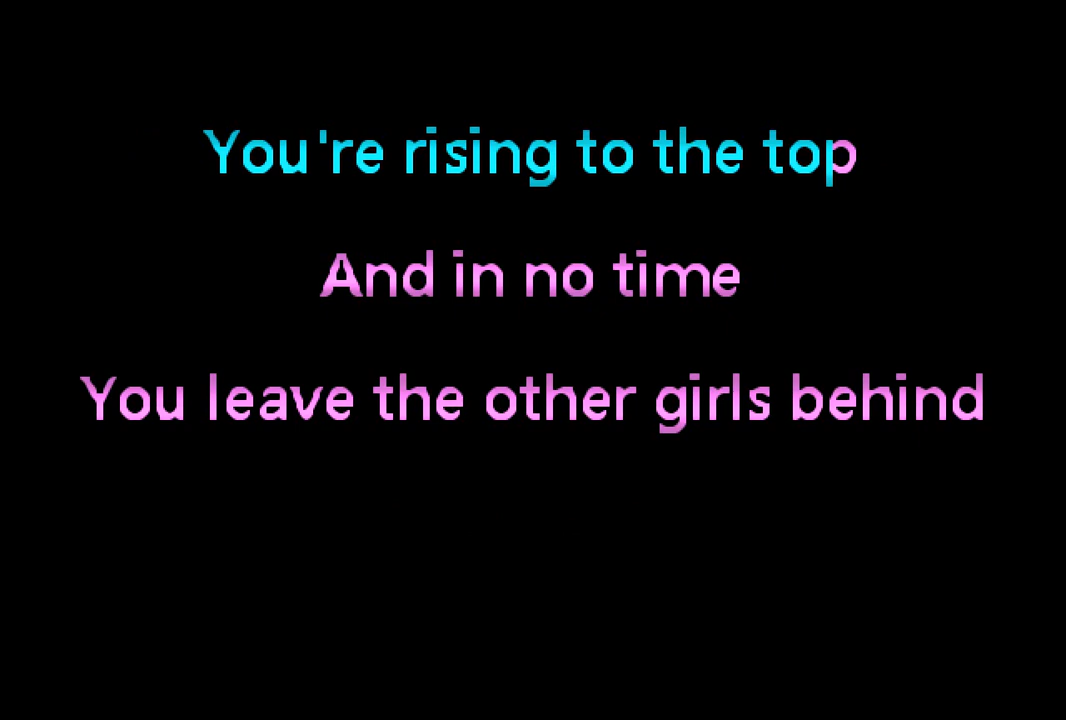 You're rising to the top
And in no time
You leave the other girls behind